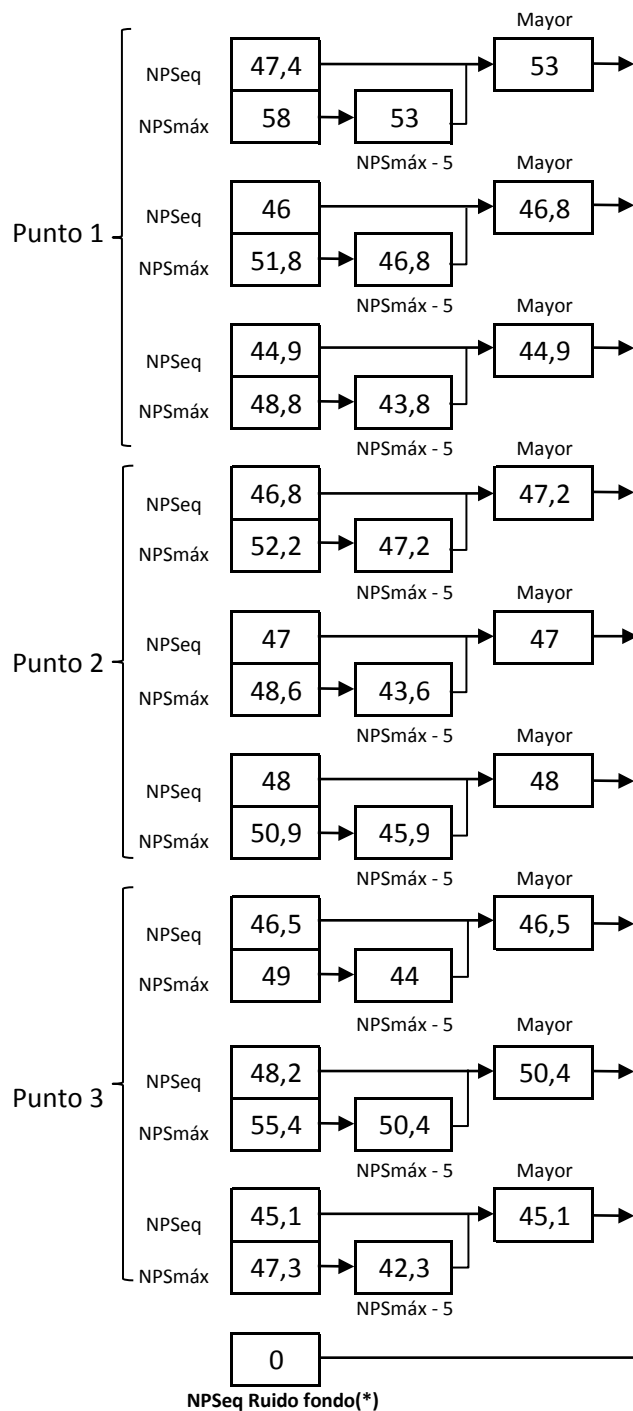 Mayor
NPSeq 47,4 53
NPSmáx 58 53
NPSmáx - 5 Mayor
NPSeq 46 46,8
Punto 1
NPSmáx 51,8 46,8
NPSmáx - 5 Mayor
NPSeq 44,9 44,9
NPSmáx 48,8 43,8
NPSmáx - 5 Mayor
NPSeq 46,8 47,2
NPSmáx 52,2 47,2
NPSmáx - 5 Mayor
NPSeq 47 47
Punto 2
NPSmáx 48,6 43,6
NPSmáx - 5 Mayor
NPSeq 48 48
NPSmáx 50,9 45,9
NPSmáx - 5 Mayor
NPSeq 46,5 46,5
NPSmáx 49 44
NPSmáx - 5 Mayor
NPSeq 48,2 50,4
Punto 3
NPSmáx 55,4 50,4
NPSmáx - 5 Mayor
NPSeq 45,1 45,1
NPSmáx 47,3 42,3
NPSmáx - 5
0
NPSeq Ruido fondo(*)